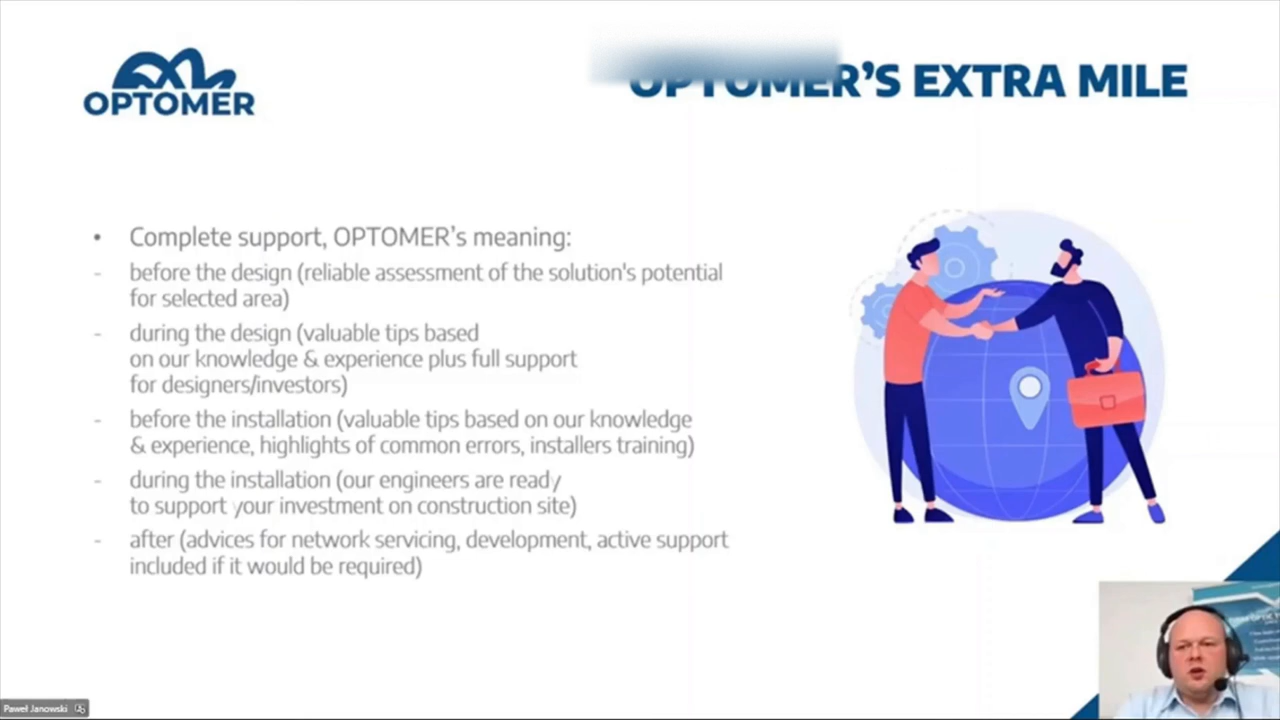 OPTOMER
OPTOMER'S EXTRA MILE
• Complete support, OPTOMER's meaning:
- before the design (reliable assessment of the solution's potential
for selected area)
- during the design (valuable tips based
on our knowledge & experience plus full support
for designers/investors)
- before the installation (valuable tips based on our knowledge
& experience, highlights of common errors, installers training)
- during the installation (our engineers are ready
to support your investment on construction site)
- after (advices for network servicing, development, active support
included if it would be required)
Paweł Janowski